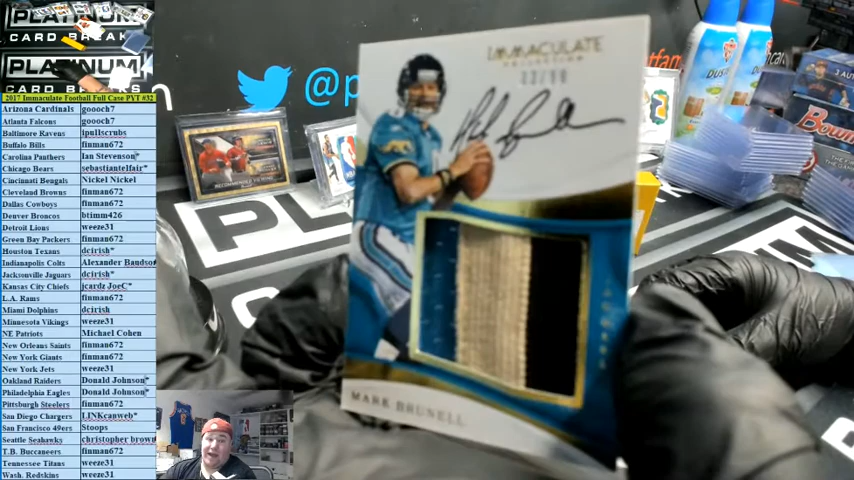 PLATINUM
CARD BREAKS
PLATINUM
2017 Immaculate Football Full Case PYT #32
Arizona Cardinals goooch7
Atlanta Falcons goooch7
Baltimore Ravens ipullscrubs
Buffalo Bills finman672
Carolina Panthers Ian Stevenson*
Chicago Bears sebastiantelfair*
Cincinati Bengals Nickel Nickel
Cleveland Browns finman672
Dallas Cowboys finman672
Denver Broncos btimm426
Detroit Lions weeze31
Green Bay Packers finman672
Houston Texans dcirish*
Indianapolis Colts Alexander Baudson
Jacksonville Jaguars dcirish*
Kansas City Chiefs jcardz JoeC*
L.A. Rams finman672
Miami Dolphins dcirish
Minnesota Vikings weeze31
NE Patriots Michael Cohen
New Orleans Saints finman672
New York Giants finman672
New York Jets weeze31
Oakland Raiders Donald Johnson*
Philadelphia Eagles Donald Johnson*
Pittsburgh Steelers finman672
San Diego Chargers LINKcanweb*
San Francisco 49ers Stoops
Seattle Seahawks christopher brown
T.B. Buccaneers finman672
Tennessee Titans weeze31
Wash. Redskins weeze31
@p
IMMACULATE
COLLECTION
MARK BRUNELL
JAGUARS
Bowman